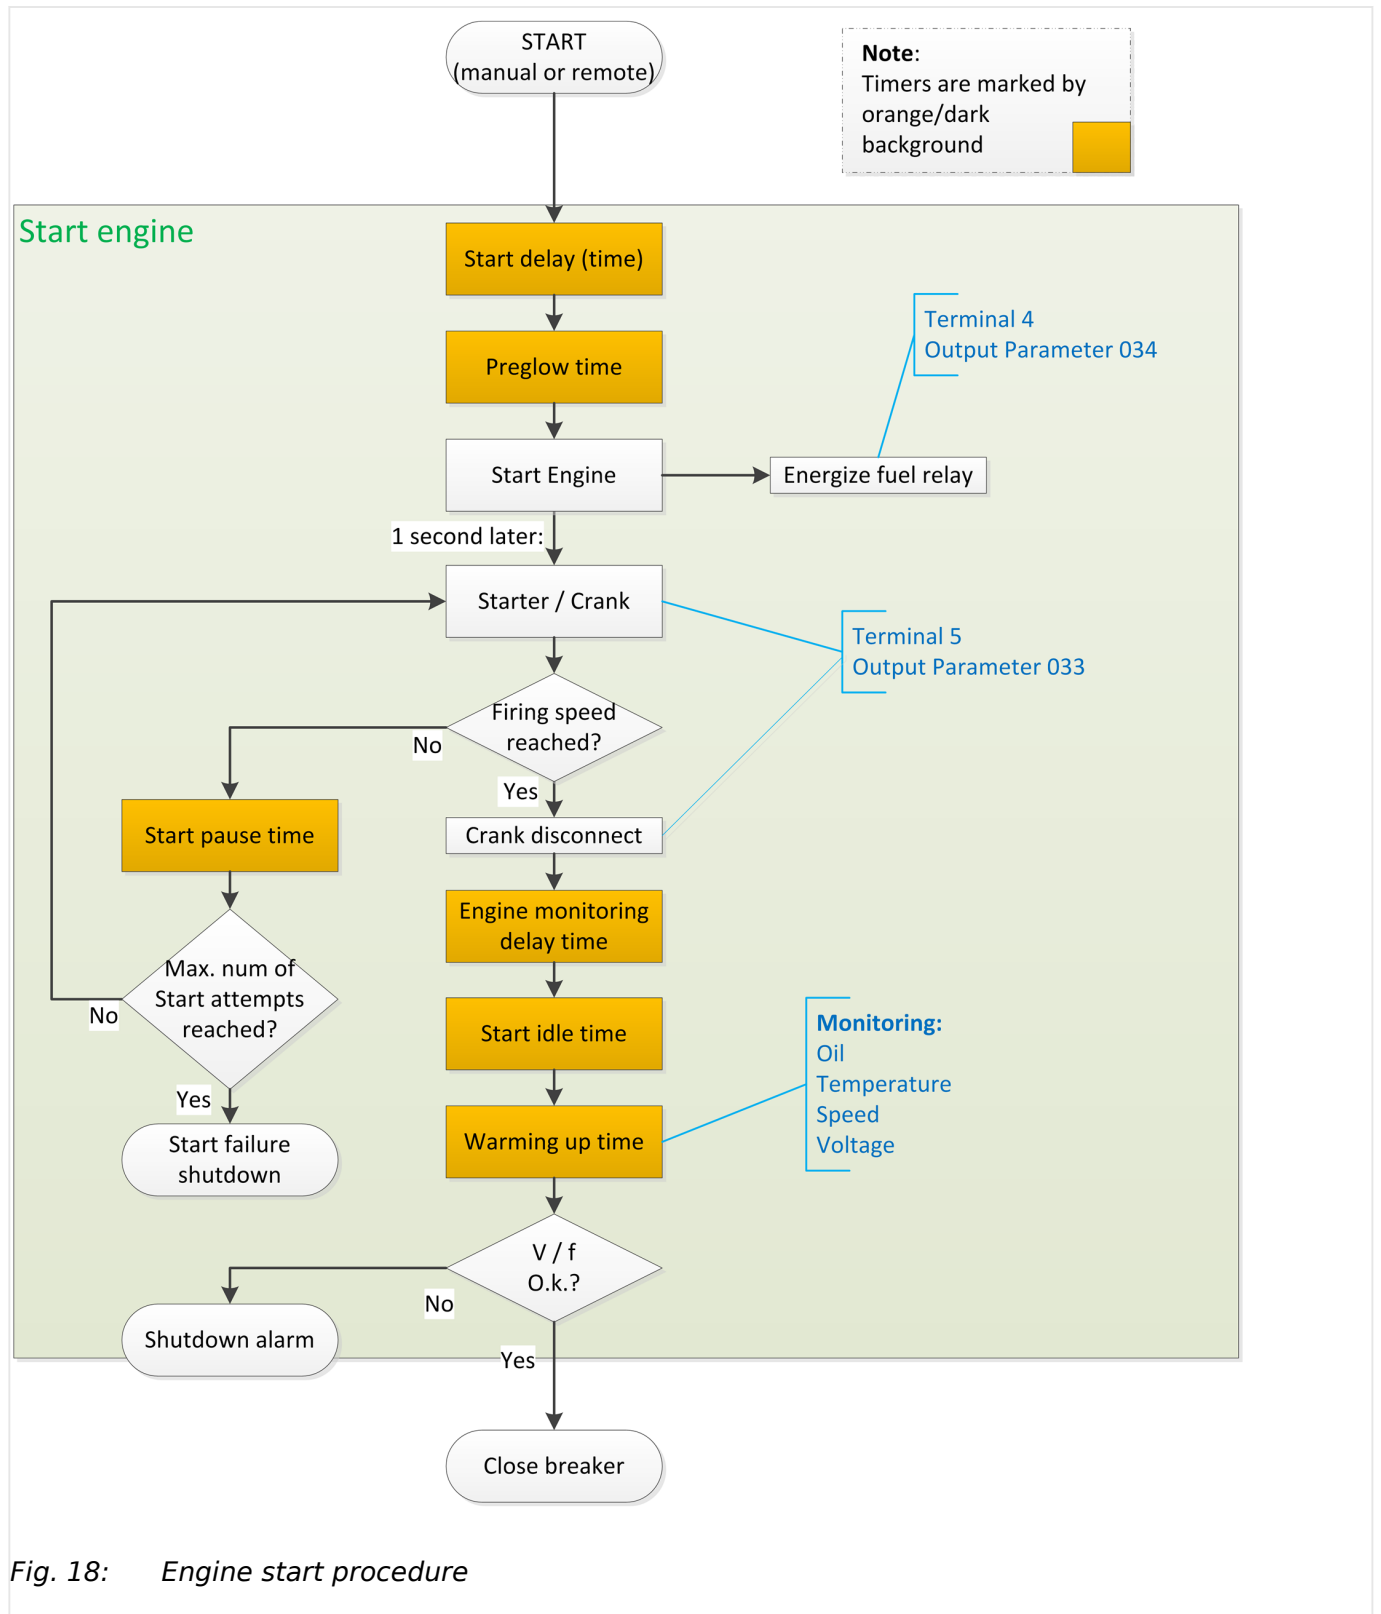 START
(manual or remote)
Note:
Timers are marked by
orange/dark
background
Start engine
Start delay (time)
Preglow time
Terminal 4
Output Parameter 034
Start Engine
Energize fuel relay
1 second later:
Starter / Crank
Terminal 5
Output Parameter 033
Firing speed
reached?
No
Yes
Start pause time
Crank disconnect
Engine monitoring
delay time
Max. num of
Start attempts
reached?
No
Yes
Start failure
shutdown
Start idle time
Monitoring:
Oil
Temperature
Speed
Voltage
Warming up time
V / f
O.k.?
No
Shutdown alarm
Yes
Close breaker
Fig. 18: Engine start procedure